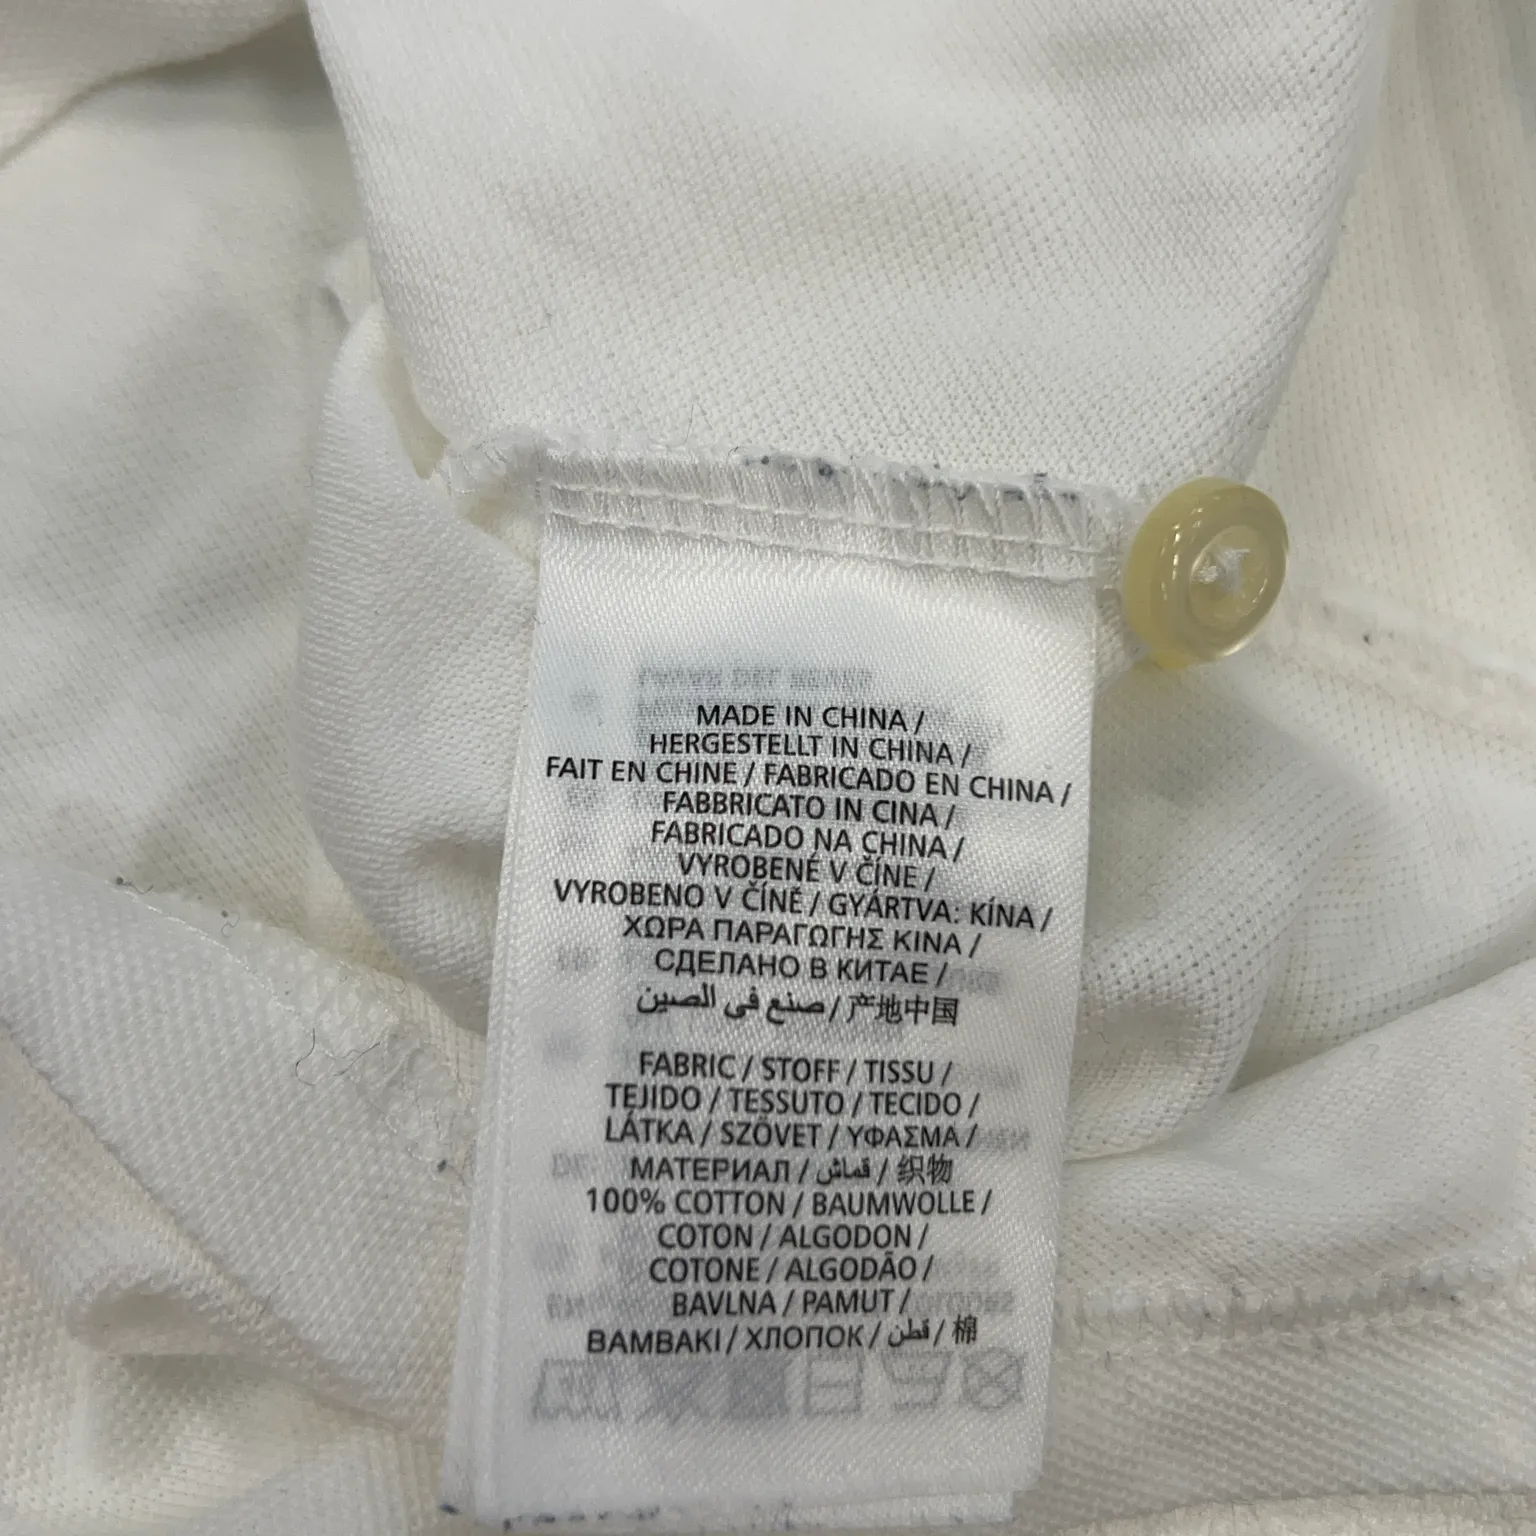 MADE IN CHINA /
HERGESTELLT IN CHINA /
FAIT EN CHINE / FABRICADO EN CHINA /
FABBRICATO IN CINA /
FABRICADO NA CHINA /
VYROBENÉ V ČÍNE /
VYROBENO V ČÍNĚ / GYÁRTVA: KÍNA /
ΧΩΡΑ ΠΑΡΑΓΩΓΗΣ ΚΙΝΑ /
СДЕЛАНО В КИТАЕ /
صنع في الصين / 产地中国
FABRIC / STOFF / TISSU /
TEJIDO / TESSUTO / TECIDO /
LÁTKA / SZÖVET / ΥΦΑΣΜΑ /
МАТЕРИАЛ / قماش / 织物
100% COTTON / BAUMWOLLE /
COTON / ALGODON /
COTONE / ALGODÃO /
BAVLNA / PAMUT /
ΒΑΜΒΑΚΙ / ХЛОПОК / قطن / 棉